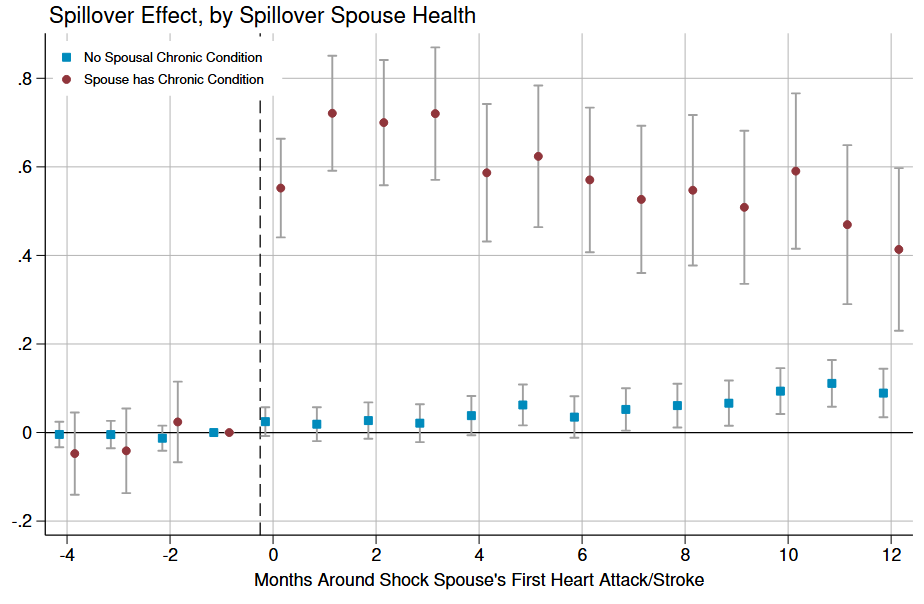 Spillover Effect, by Spillover Spouse Health
No Spousal Chronic Condition
Spouse has Chronic Condition
.8
.6
.4
.2
0
-.2
-4 -2 0 2 4 6 8 10 12
Months Around Shock Spouse's First Heart Attack/Stroke